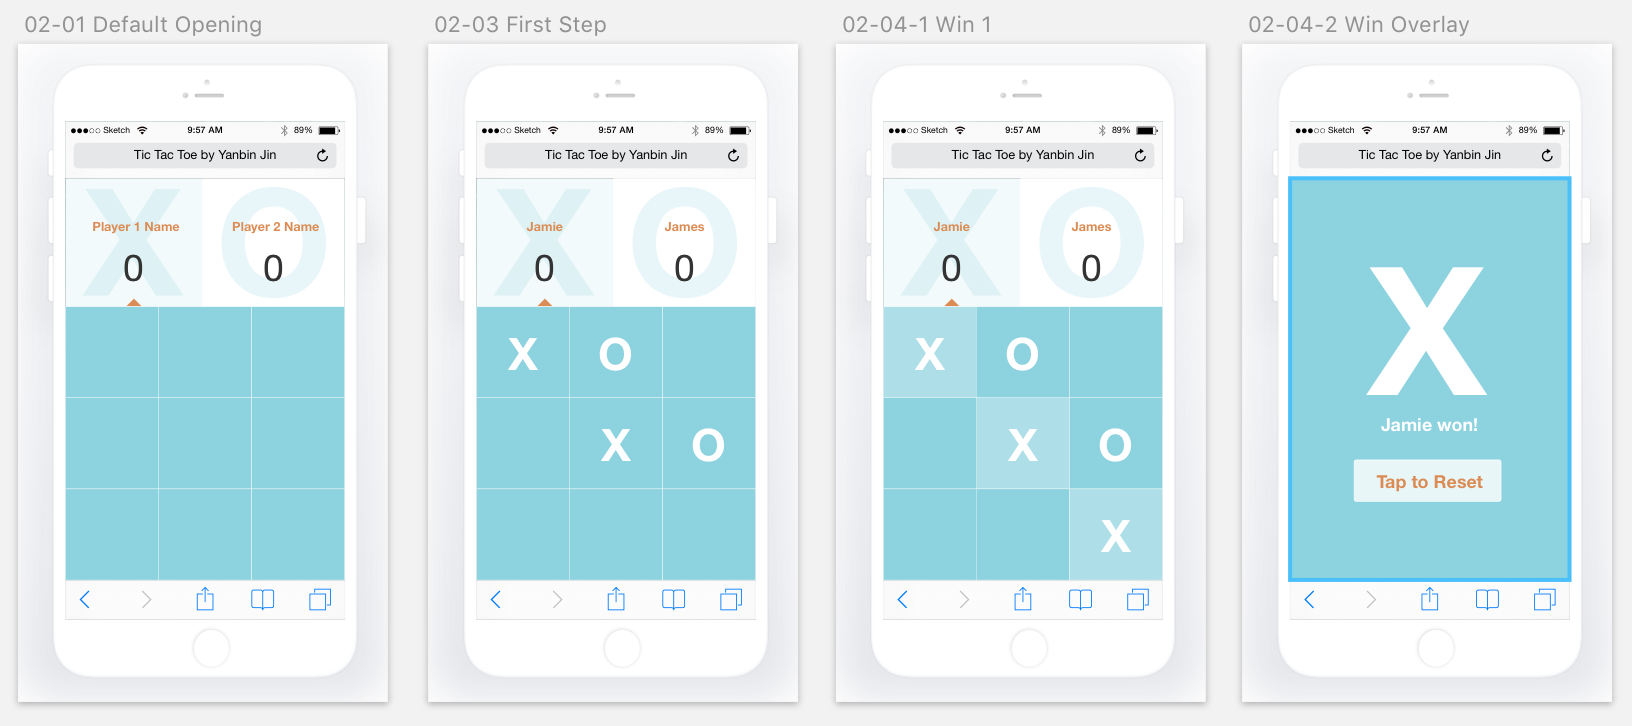 02-01 Default Opening
Sketch 9:57 AM 89%
Tic Tac Toe by Yanbin Jin
X O
Player 1 Name Player 2 Name
0 0
02-03 First Step
Sketch 9:57 AM 89%
Tic Tac Toe by Yanbin Jin
X O
Jamie James
0 0
X O
X O
02-04-1 Win 1
Sketch 9:57 AM 89%
Tic Tac Toe by Yanbin Jin
X O
Jamie James
0 0
X O
X O
X
02-04-2 Win Overlay
Sketch 9:57 AM 89%
Tic Tac Toe by Yanbin Jin
X
Jamie won!
Tap to Reset